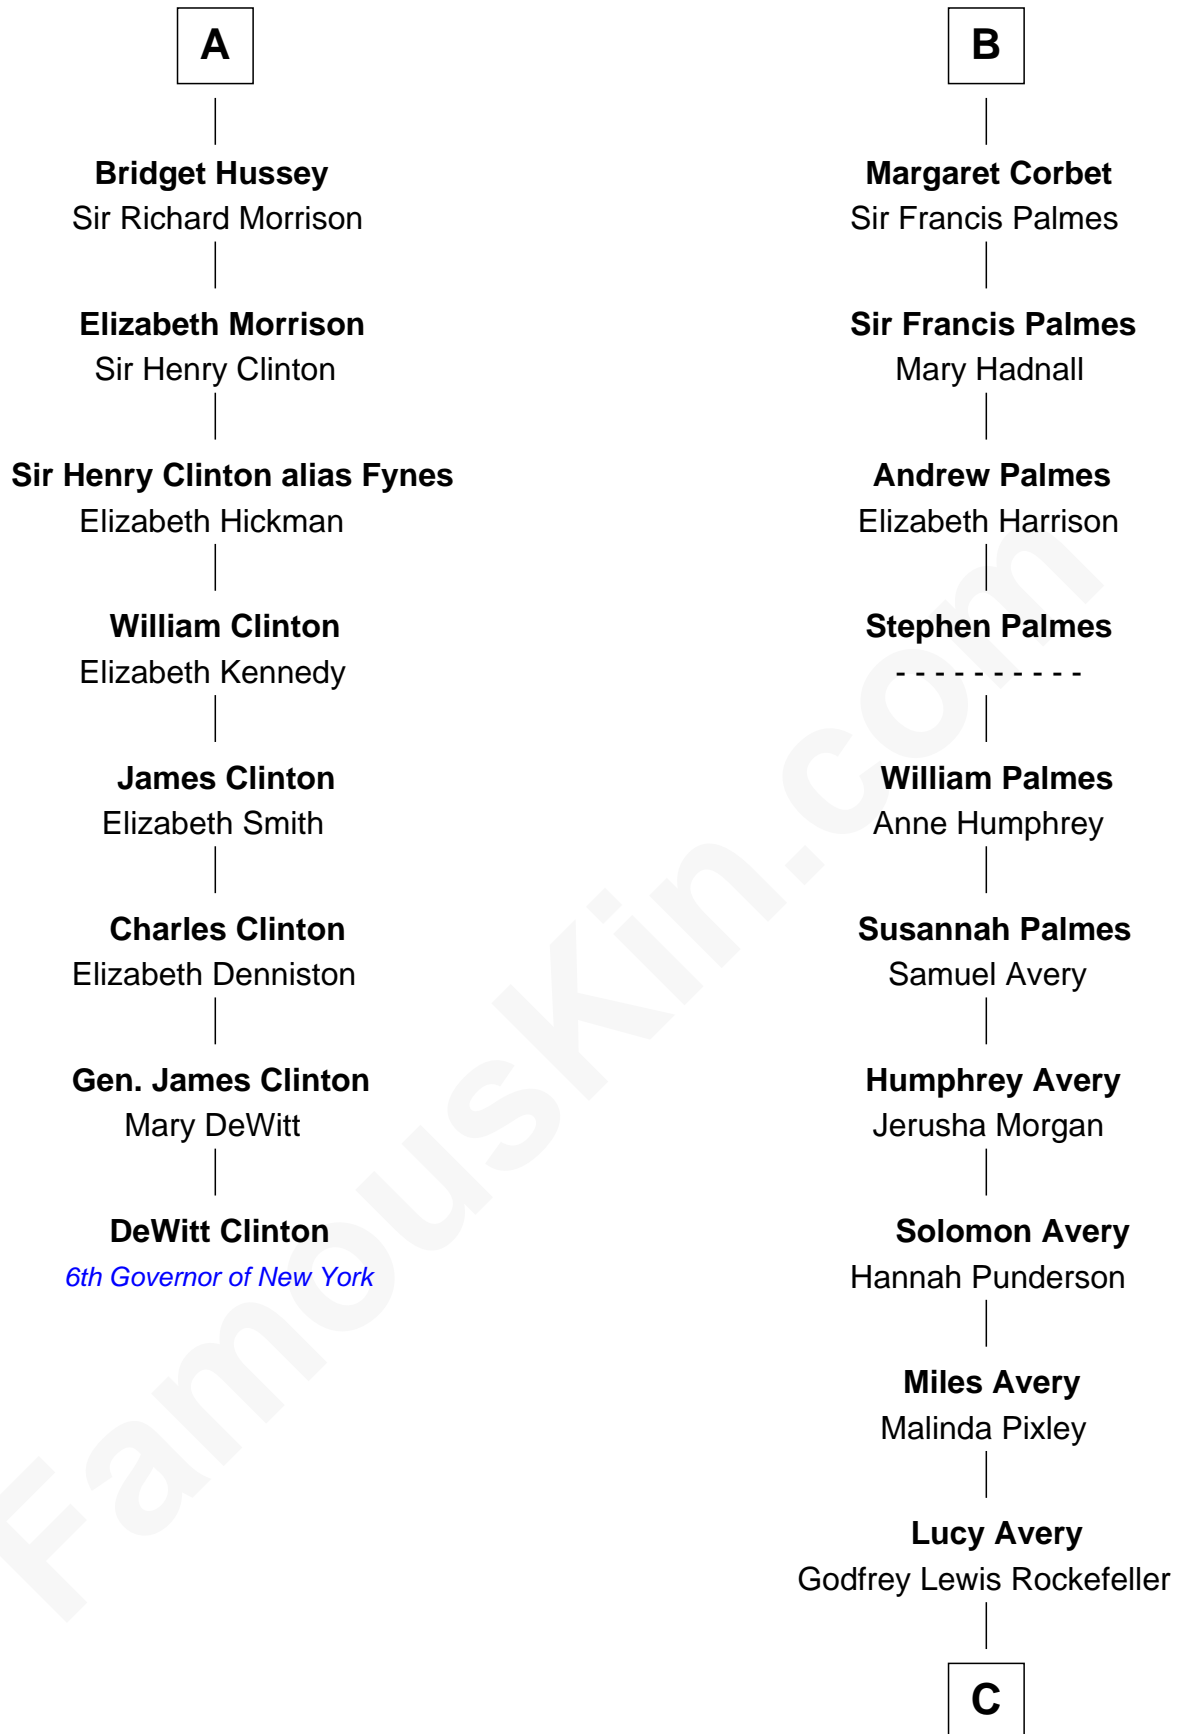 A
Bridget Hussey
Sir Richard Morrison
Elizabeth Morrison
Sir Henry Clinton
Sir Henry Clinton alias Fynes
Elizabeth Hickman
William Clinton
Elizabeth Kennedy
James Clinton
Elizabeth Smith
Charles Clinton
Elizabeth Denniston
Gen. James Clinton
Mary DeWitt
DeWitt Clinton
6th Governor of New York
B
Margaret Corbet
Sir Francis Palmes
Sir Francis Palmes
Mary Hadnall
Andrew Palmes
Elizabeth Harrison
Stephen Palmes
- - - - - - - - - -
William Palmes
Anne Humphrey
Susannah Palmes
Samuel Avery
Humphrey Avery
Jerusha Morgan
Solomon Avery
Hannah Punderson
Miles Avery
Malinda Pixley
Lucy Avery
Godfrey Lewis Rockefeller
C
FamousKin.com